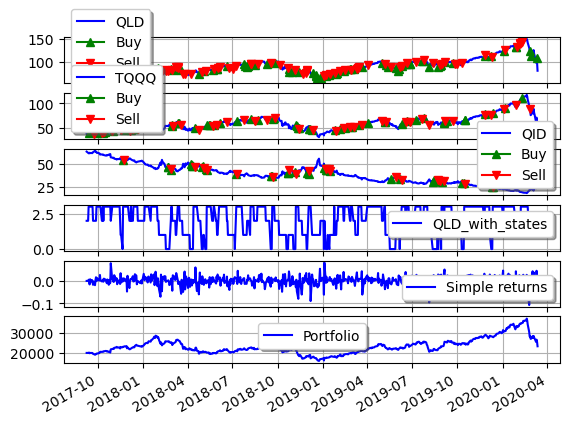 QLD
Buy
Sell
150
100
TQQQ
Buy
Sell
100
50
QID
Buy
Sell
50
25
QLD_with_states
2.5
0.0
Simple returns
0.0
−0.1
Portfolio
30000
20000
2017-10 2018-01 2018-04 2018-07 2018-10 2019-01 2019-04 2019-07 2019-10 2020-01 2020-04